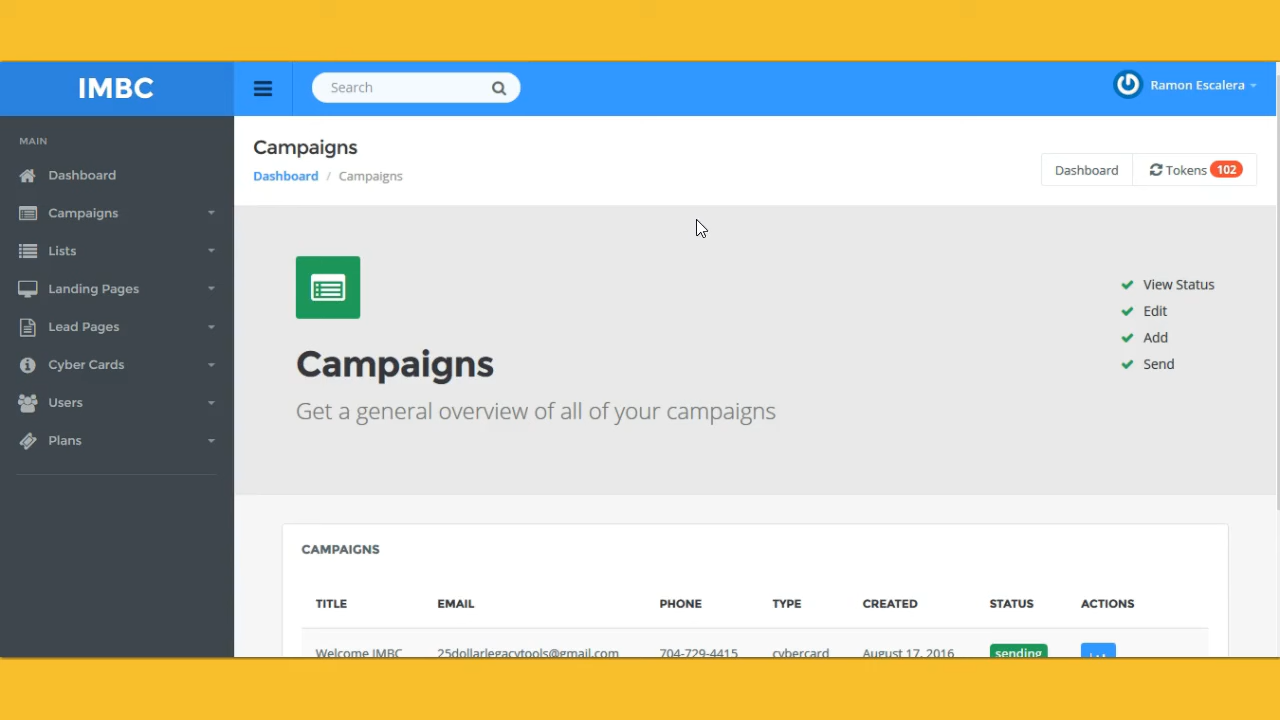 IMBC
Search
Ramon Escalera
MAIN
Dashboard
Campaigns
Lists
Landing Pages
Lead Pages
Cyber Cards
Users
Plans
Campaigns
Dashboard / Campaigns
Dashboard
Tokens 102
Campaigns
Get a general overview of all of your campaigns
View Status
Edit
Add
Send
CAMPAIGNS
TITLE EMAIL PHONE TYPE CREATED STATUS ACTIONS
Welcome IMBC 25dollarlegacytools@gmail.com 704-729-4415 cybercard August 17, 2016 sending